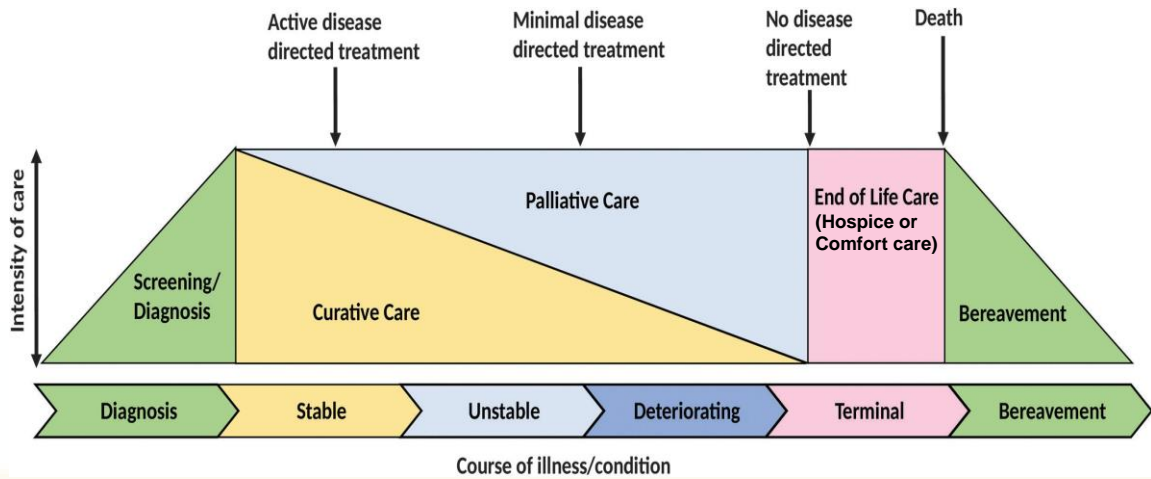 Active disease
directed treatment
Minimal disease
directed treatment
No disease
directed
treatment
Death
Intensity of care
Screening/
Diagnosis
Curative Care
Palliative Care
End of Life Care
(Hospice or
Comfort care)
Bereavement
Diagnosis
Stable
Unstable
Deteriorating
Terminal
Bereavement
Course of illness/condition